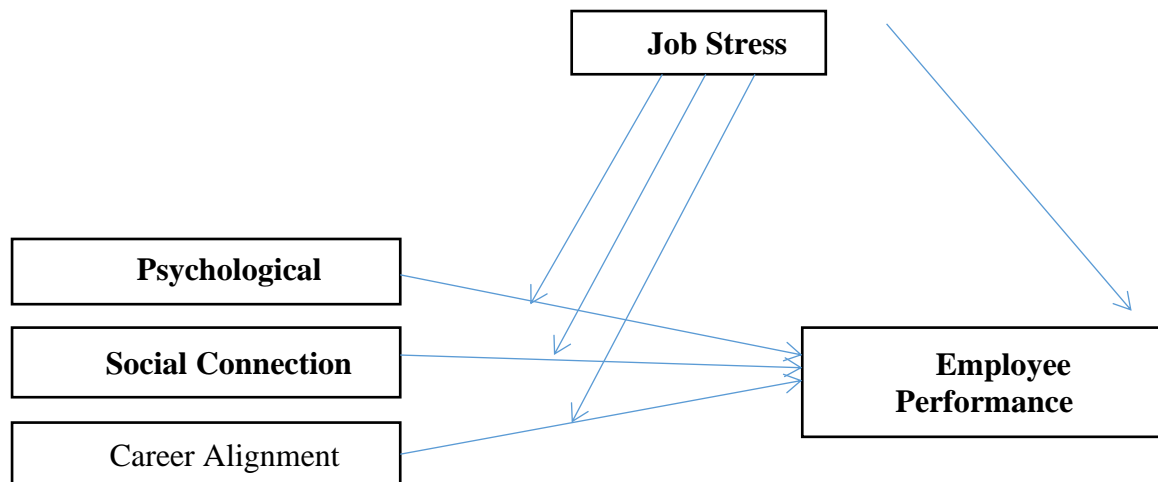 Job Stress
Psychological
Social Connection
Employee
Performance
Career Alignment